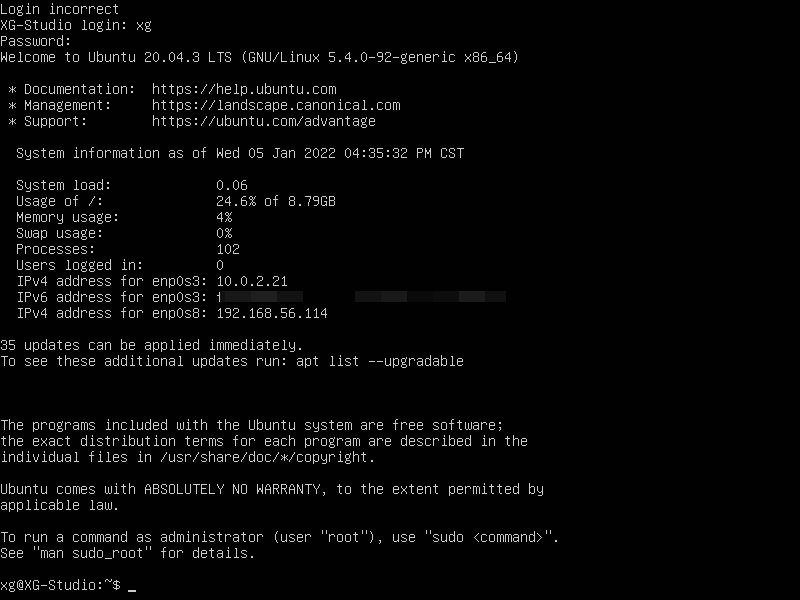 Login incorrect
XG-Studio login: xg
Password:
Welcome to Ubuntu 20.04.3 LTS (GNU/Linux 5.4.0-92-generic x86_64)
* Documentation:  https://help.ubuntu.com
* Management:     https://landscape.canonical.com
* Support:        https://ubuntu.com/advantage
System information as of Wed 05 Jan 2022 04:35:32 PM CST
System load:             0.06
Usage of /:              24.6% of 8.79GB
Memory usage:            4%
Swap usage:              0%
Processes:               102
Users logged in:         0
IPv4 address for enp0s3: 10.0.2.21
IPv6 address for enp0s3:
IPv4 address for enp0s8: 192.168.56.114
35 updates can be applied immediately.
To see these additional updates run: apt list --upgradable
The programs included with the Ubuntu system are free software;
the exact distribution terms for each program are described in the
individual files in /usr/share/doc/*/copyright.
Ubuntu comes with ABSOLUTELY NO WARRANTY, to the extent permitted by
applicable law.
To run a command as administrator (user "root"), use "sudo <command>".
See "man sudo_root" for details.
xg@XG-Studio:~$ _